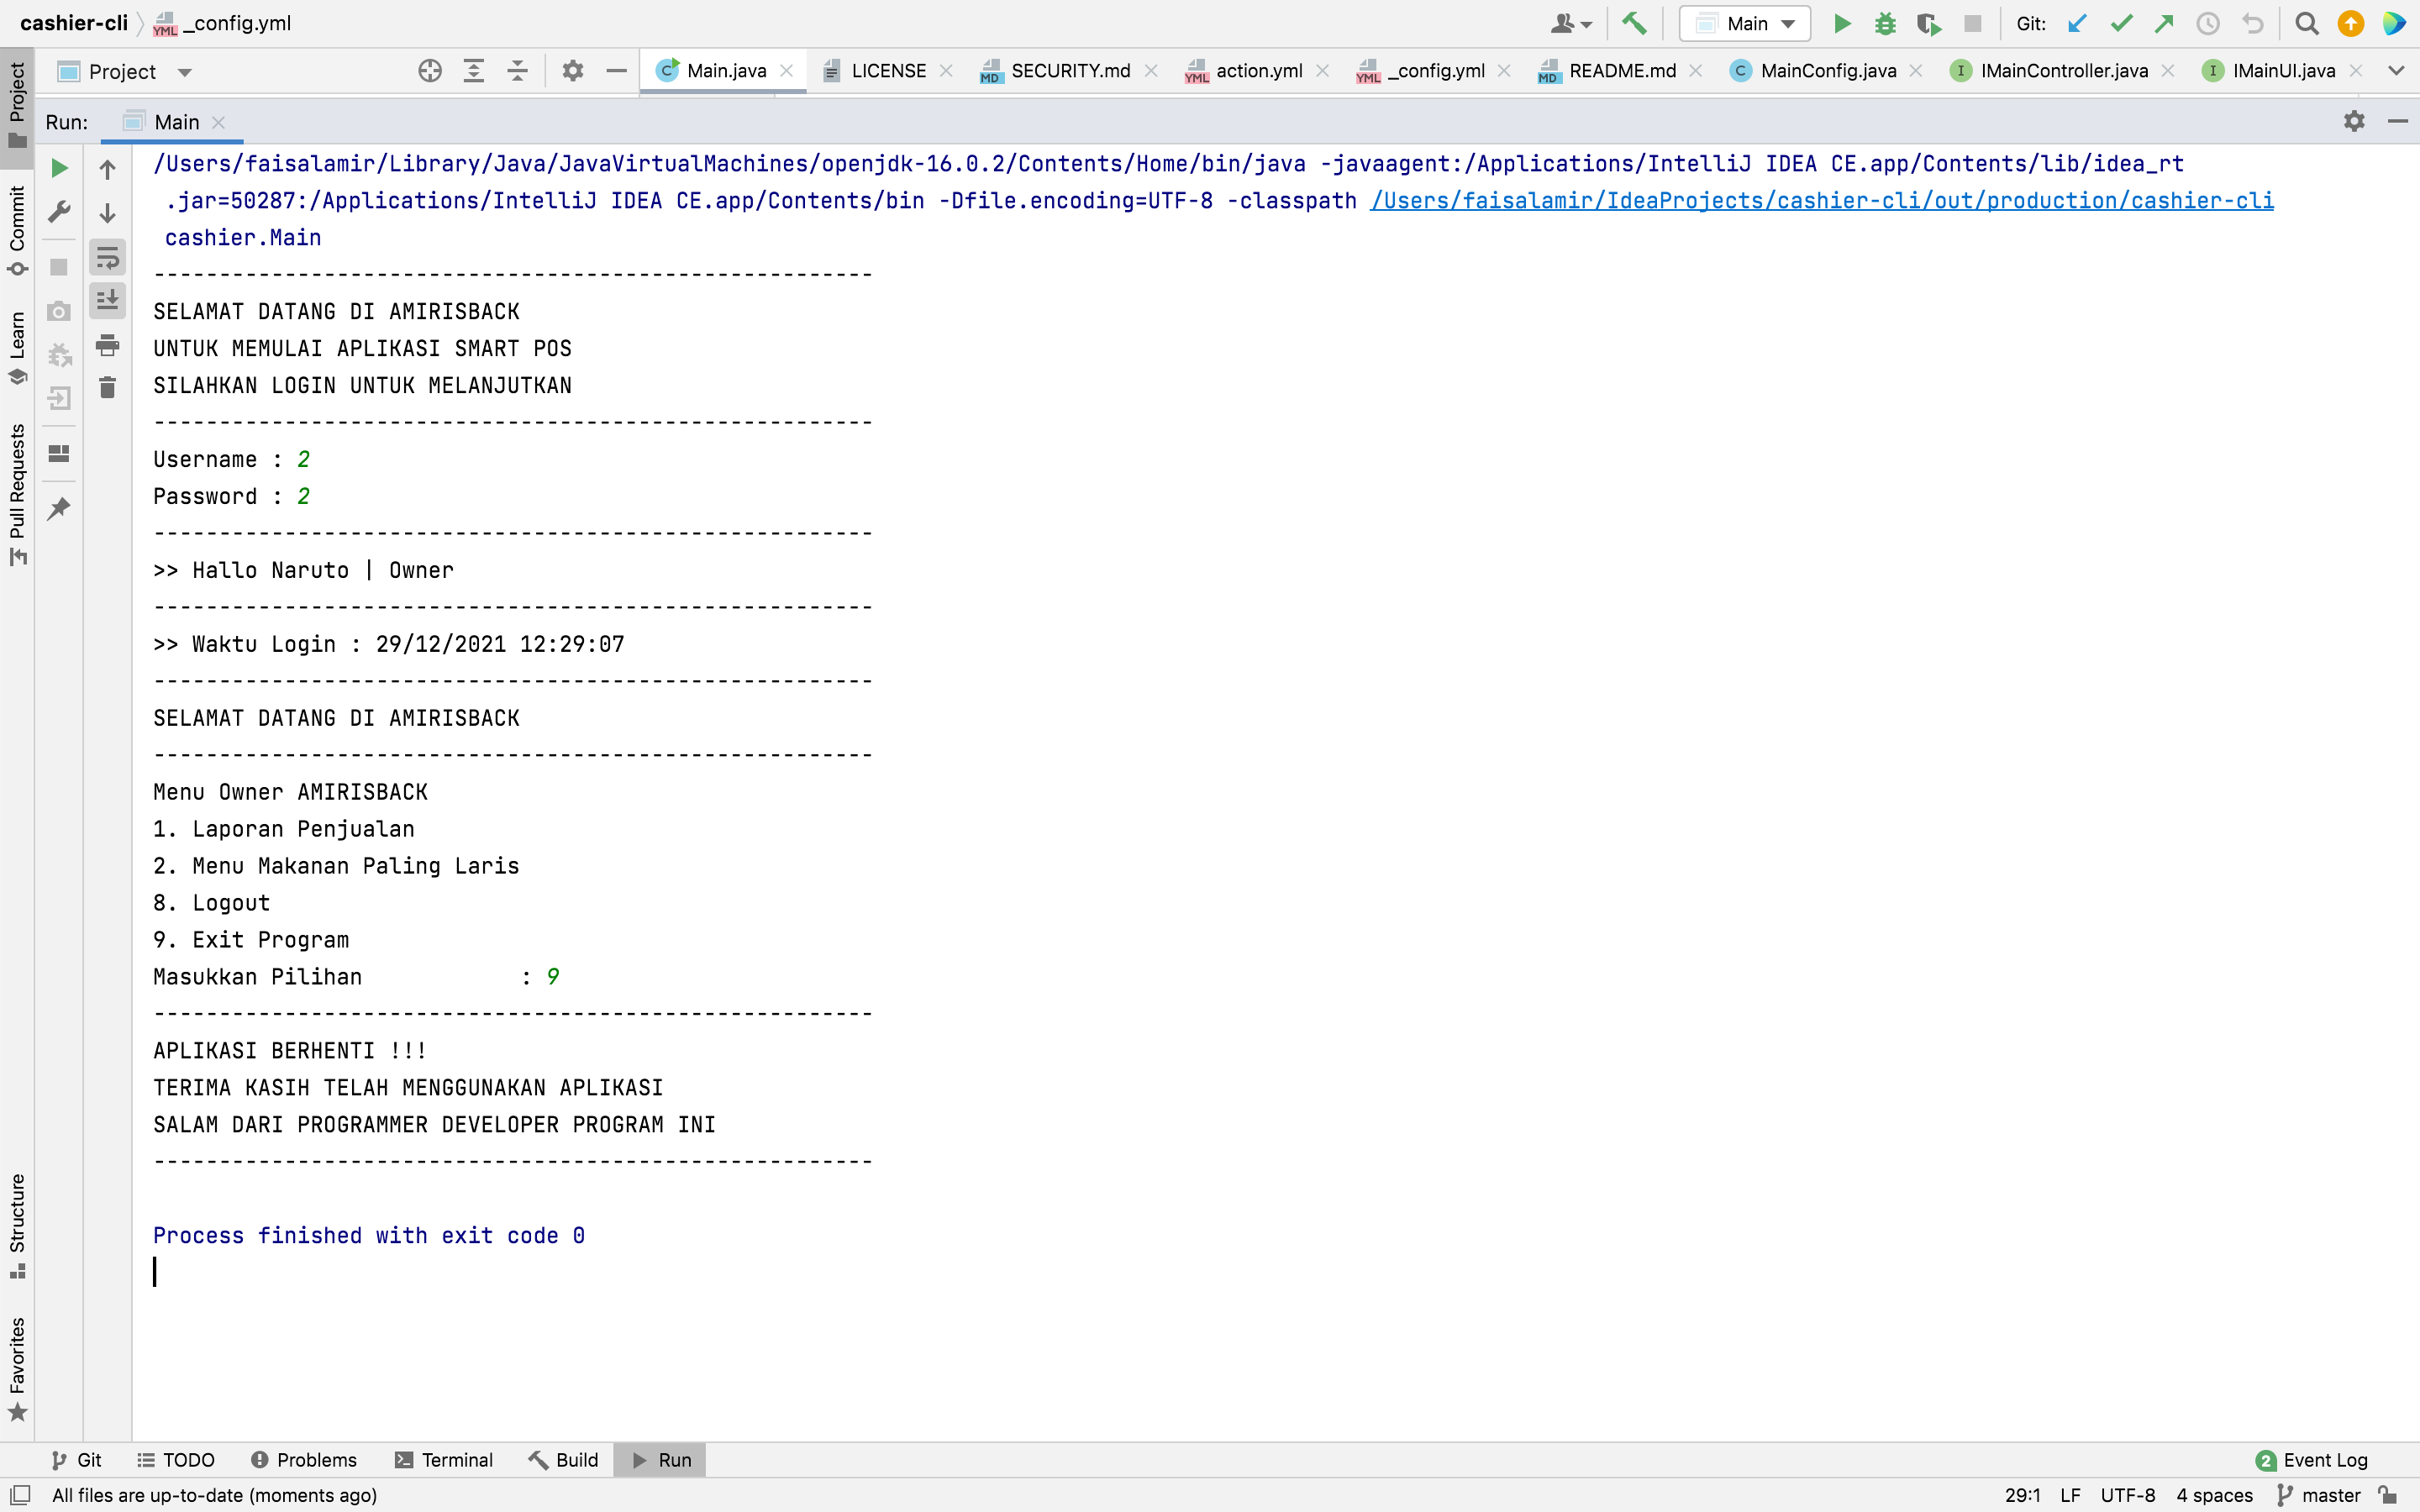 cashier-cli _config.yml
Main Git:
Project Main.java LICENSE SECURITY.md action.yml _config.yml README.md MainConfig.java IMainController.java IMainUI.java
Run: Main
/Users/faisalamir/Library/Java/JavaVirtualMachines/openjdk-16.0.2/Contents/Home/bin/java -javaagent:/Applications/IntelliJ IDEA CE.app/Contents/lib/idea_rt
.jar=50287:/Applications/IntelliJ IDEA CE.app/Contents/bin -Dfile.encoding=UTF-8 -classpath /Users/faisalamir/IdeaProjects/cashier-cli/out/production/cashier-cli
cashier.Main
-------------------------------------------------------
SELAMAT DATANG DI AMIRISBACK
UNTUK MEMULAI APLIKASI SMART POS
SILAHKAN LOGIN UNTUK MELANJUTKAN
-------------------------------------------------------
Username : 2
Password : 2
-------------------------------------------------------
>> Hallo Naruto | Owner
-------------------------------------------------------
>> Waktu Login : 29/12/2021 12:29:07
-------------------------------------------------------
SELAMAT DATANG DI AMIRISBACK
-------------------------------------------------------
Menu Owner AMIRISBACK
1. Laporan Penjualan
2. Menu Makanan Paling Laris
8. Logout
9. Exit Program
Masukkan Pilihan            : 9
-------------------------------------------------------
APLIKASI BERHENTI !!!
TERIMA KASIH TELAH MENGGUNAKAN APLIKASI
SALAM DARI PROGRAMMER DEVELOPER PROGRAM INI
-------------------------------------------------------
Process finished with exit code 0
Project
Commit
Learn
Pull Requests
Structure
Favorites
Git TODO Problems Terminal Build Run 2 Event Log
All files are up-to-date (moments ago) 29:1 LF UTF-8 4 spaces master